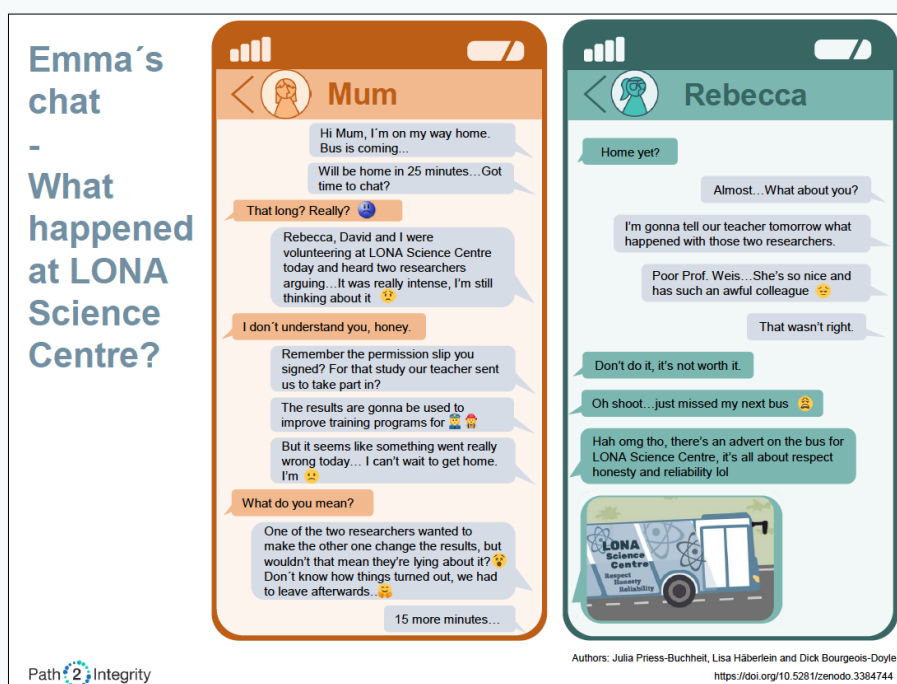 Emma´s
chat
-
What
happened
at LONA
Science
Centre?
Mum
Hi Mum, I´m on my way home.
Bus is coming...
Will be home in 25 minutes…Got
time to chat?
That long? Really?
Rebecca, David and I were
volunteering at LONA Science Centre
today and heard two researchers
arguing…It was really intense, I’m still
thinking about it
I don´t understand you, honey.
Remember the permission slip you
signed? For that study our teacher sent
us to take part in?
The results are gonna be used to
improve training programs for
But it seems like something went really
wrong today… I can’t wait to get home.
I’m
What do you mean?
One of the two researchers wanted to
make the other one change the results, but
wouldn’t that mean they’re lying about it?
Don´t know how things turned out, we had
to leave afterwards..
15 more minutes…
Rebecca
Home yet?
Almost…What about you?
I’m gonna tell our teacher tomorrow what
happened with those two researchers.
Poor Prof. Weis…She’s so nice and
has such an awful colleague
That wasn’t right.
Don’t do it, it’s not worth it.
Oh shoot…just missed my next bus
Hah omg tho, there’s an advert on the bus for
LONA Science Centre, it’s all about respect
honesty and reliability lol
LONA
Science
Centre
Respect
Honesty
Reliability
Path 2 Integrity
Authors: Julia Priess-Buchheit, Lisa Häberlein and Dick Bourgeois-Doyle
https://doi.org/10.5281/zenodo.3384744